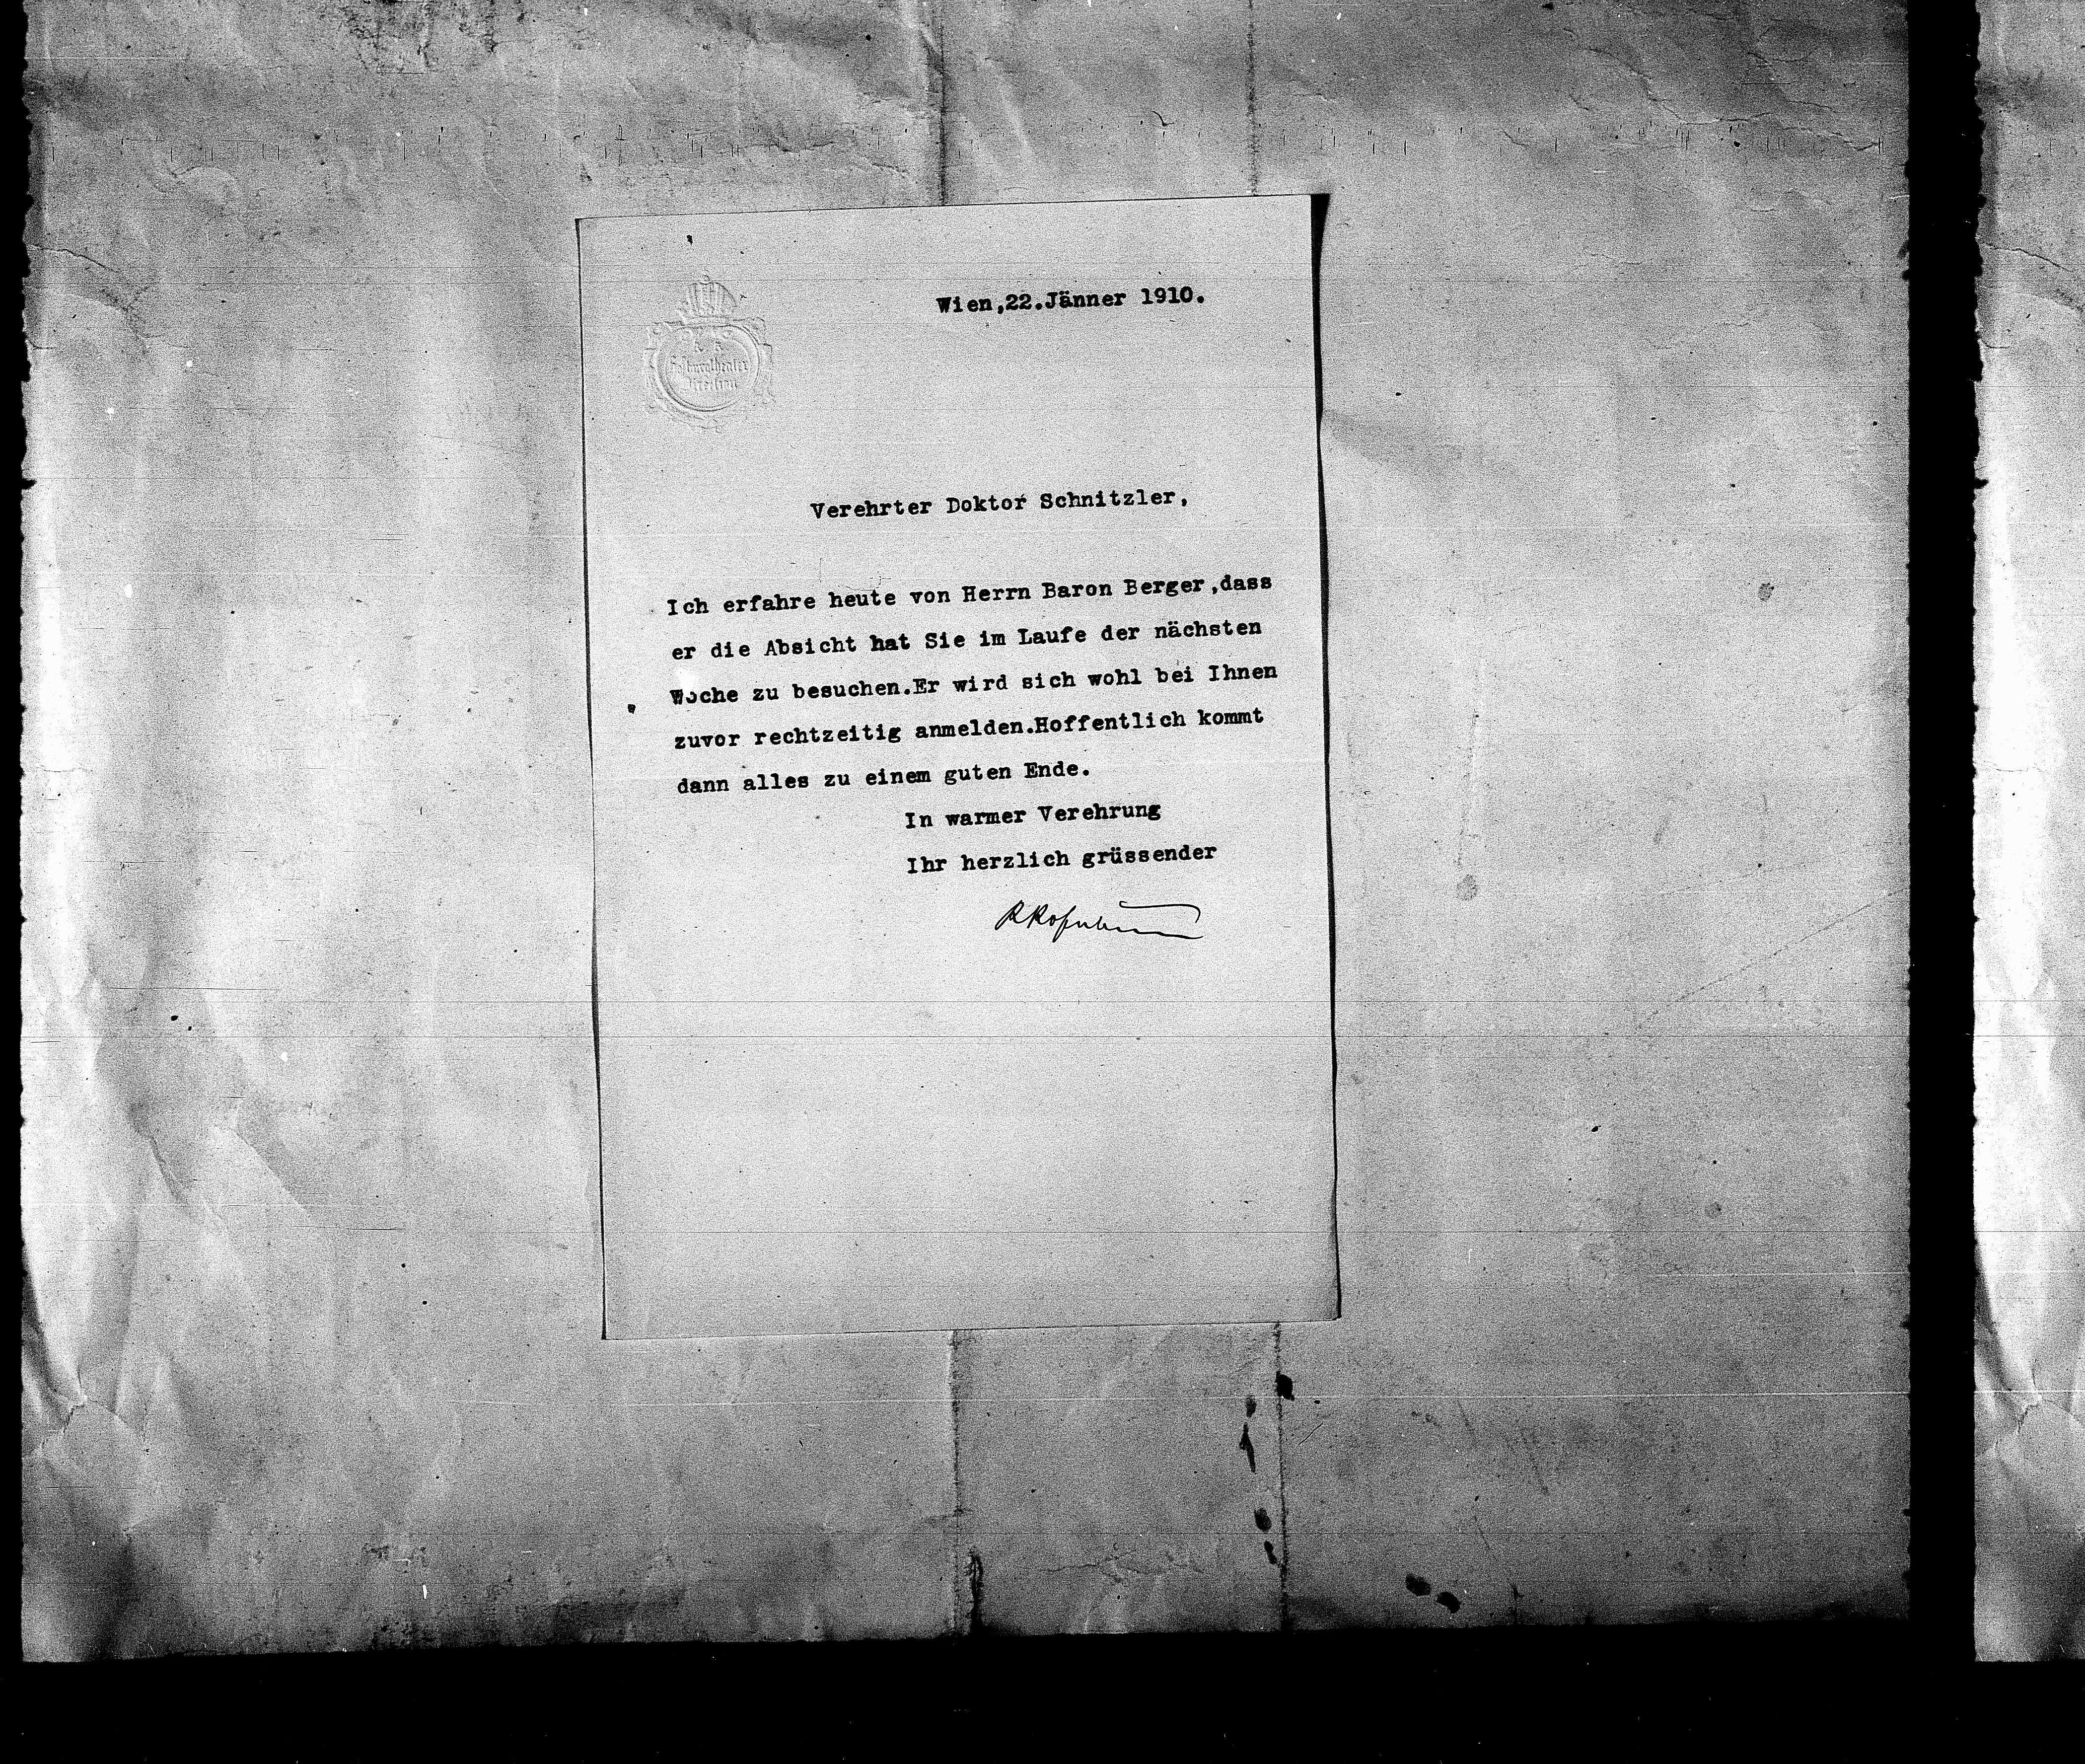 K. K.
Hofburgtheater
Direction
Wien,22.Jänner 1910.
Verehrter Doktor Schnitzler,
Ich erfahre heute von Herrn Baron Berger,dass
er die Absicht hat Sie im Laufe der nächsten
Woche zu besuchen.Er wird sich wohl bei Ihnen
zuvor rechtzeitig anmelden.Hoffentlich kommt
dann alles zu einem guten Ende.
In warmer Verehrung
Ihr herzlich grüssender